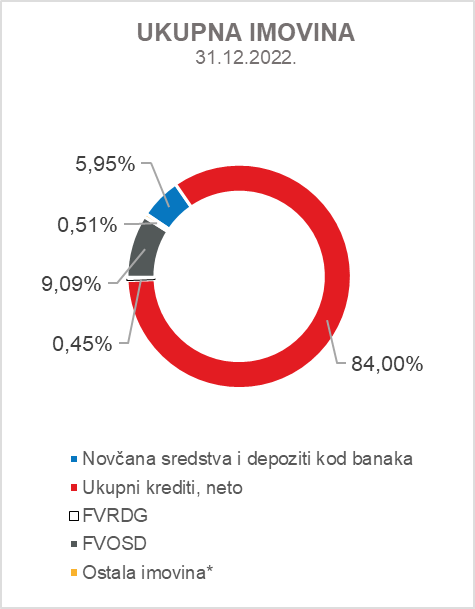 UKUPNA IMOVINA
31.12.2022.
5,95%
0,51%
9,09%
0,45%
84,00%
Novčana sredstva i depoziti kod banaka
Ukupni krediti, neto
FVRDG
FVOSD
Ostala imovina*